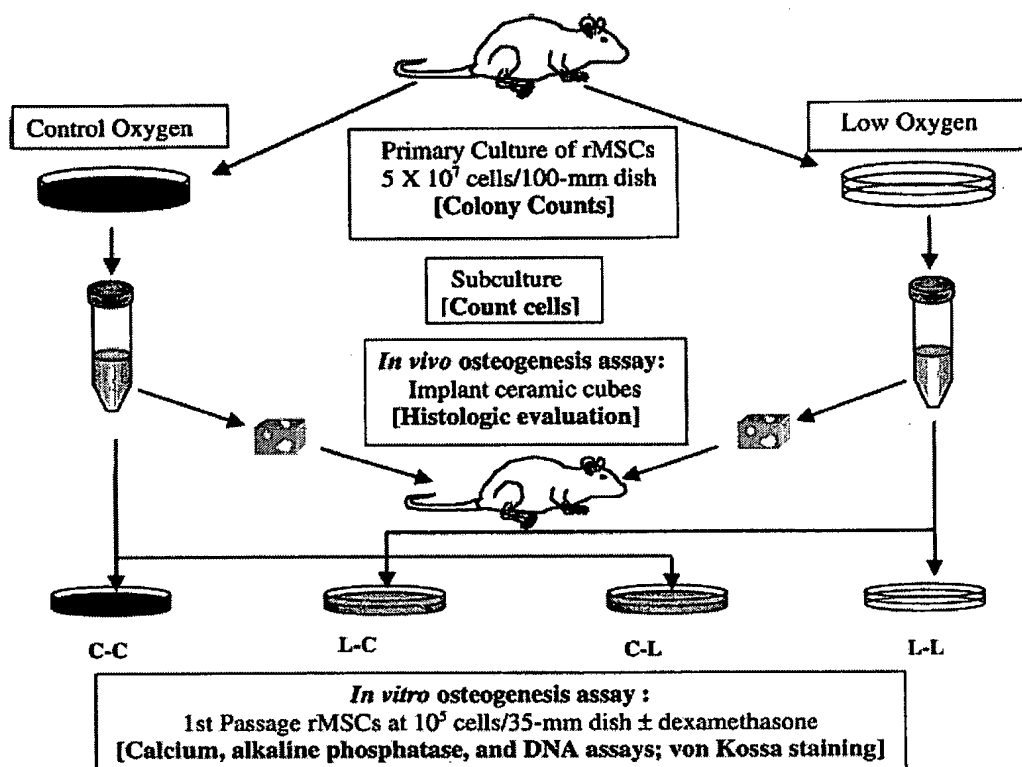 Control Oxygen
Low Oxygen
Primary Culture of rMSCs
5 X 10⁷ cells/100-mm dish
[Colony Counts]
Subculture
[Count cells]
In vivo osteogenesis assay:
Implant ceramic cubes
[Histologic evaluation]
C-C
L-C
C-L
L-L
In vitro osteogenesis assay :
1st Passage rMSCs at 10⁵ cells/35-mm dish ± dexamethasone
[Calcium, alkaline phosphatase, and DNA assays; von Kossa staining]